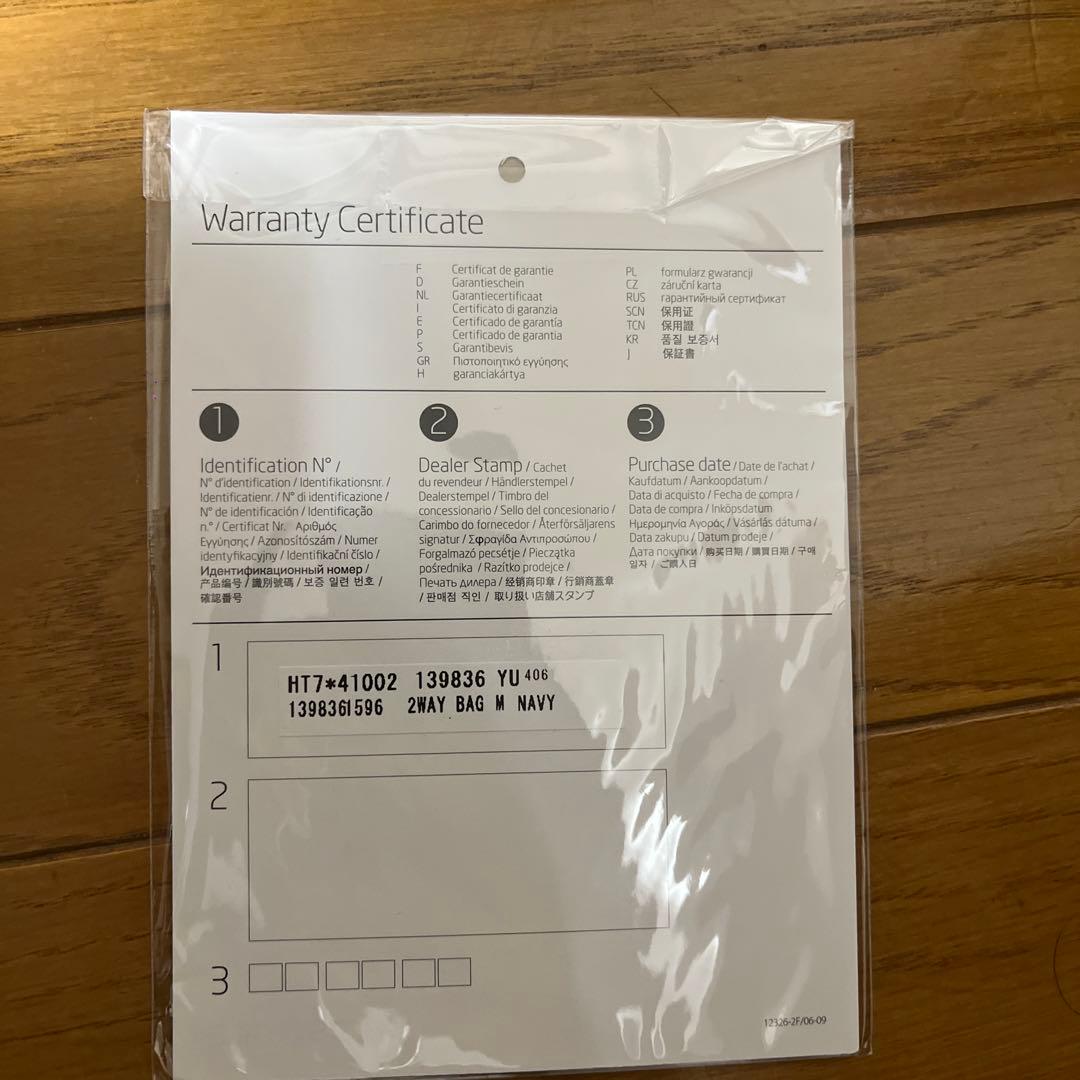 Warranty Certificate
F Certificat de garantie
D Garantieschein
NL Garantiecertificaat
I Certificato di garanzia
E Certificado de garantía
P Certificado de garantia
S Garantibevis
GR Πιστοποιητικό εγγύησης
H garanciakártya
PL formularz gwarancji
CZ záruční karta
RUS гарантийный сертификат
SCN 保用证
TCN 保用證
KR 품질 보증서
J 保証書
1
Identification N° /
N° d'identification / Identifikationsnr. /
Identificatienr. / N° di identificazione /
N° de identificación / Identificação
n.° / Certificat Nr. Αριθμός
Εγγύησης / Azonosítószám / Numer
identyfikacyjny / Identifikační číslo /
Идентификационный номер /
产品编号 / 識別號碼 / 보증 일련 번호 /
確認番号
2
Dealer Stamp / Cachet
du revendeur / Händlerstempel /
Dealerstempel / Timbro del
concessionario / Sello del concesionario /
Carimbo do fornecedor / Återförsäljarens
signatur / Σφραγίδα Αντιπροσώπου /
Forgalmazó pecsétje / Pieczątka
pośrednika / Razítko prodejce /
Печать дилера / 经销商印章 / 行銷商蓋章
/ 판매점 직인 / 取り扱い店舗スタンプ
3
Purchase date / Date de l'achat /
Kaufdatum / Aankoopdatum /
Data di acquisto / Fecha de compra /
Data de compra / Inköpsdatum
Ημερομηνία Αγοράς / Vásárlás dátuma /
Data zakupu / Datum prodeje /
Дата покупки / 购买日期 / 購買日期 / 구매
일자 / ご購入日
1
HT7*41002 139836 YU 406
1398361596 2WAY BAG M NAVY
2
3
12326-2F/06-09